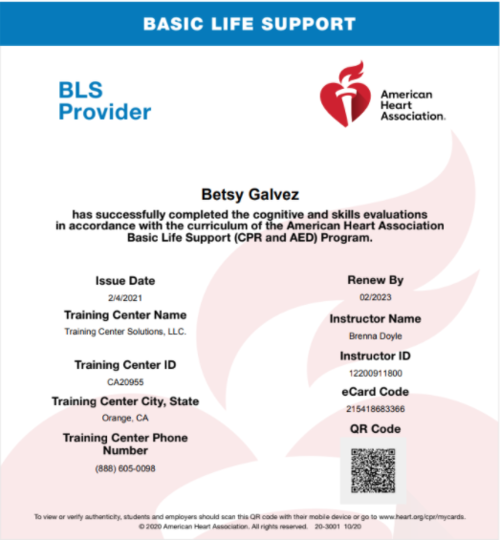 BASIC LIFE SUPPORT
BLS
Provider
American
Heart
Association.
Betsy Galvez
has successfully completed the cognitive and skills evaluations
in accordance with the curriculum of the American Heart Association
Basic Life Support (CPR and AED) Program.
Issue Date
2/4/2021
Training Center Name
Training Center Solutions, LLC.
Training Center ID
CA20955
Training Center City, State
Orange, CA
Training Center Phone
Number
(888) 605-0098
Renew By
02/2023
Instructor Name
Brenna Doyle
Instructor ID
12200911800
eCard Code
215418683366
QR Code
To view or verify authenticity, students and employers should scan this QR code with their mobile device or go to www.heart.org/cpr/mycards.
© 2020 American Heart Association. All rights reserved. 20-3001 10/20